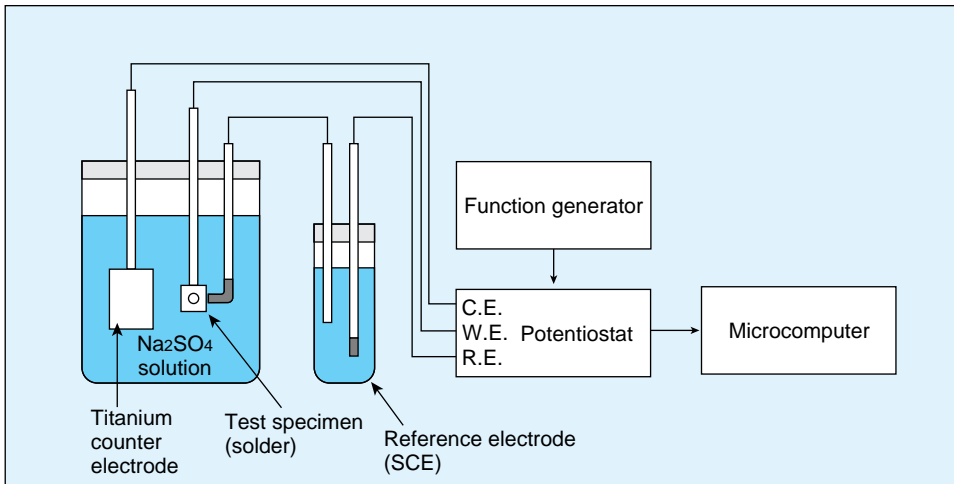 Function generator
C.E.
W.E.
R.E.
Potentiostat
Microcomputer
Na2SO4
solution
Titanium
counter
electrode
Test specimen
(solder)
Reference electrode
(SCE)